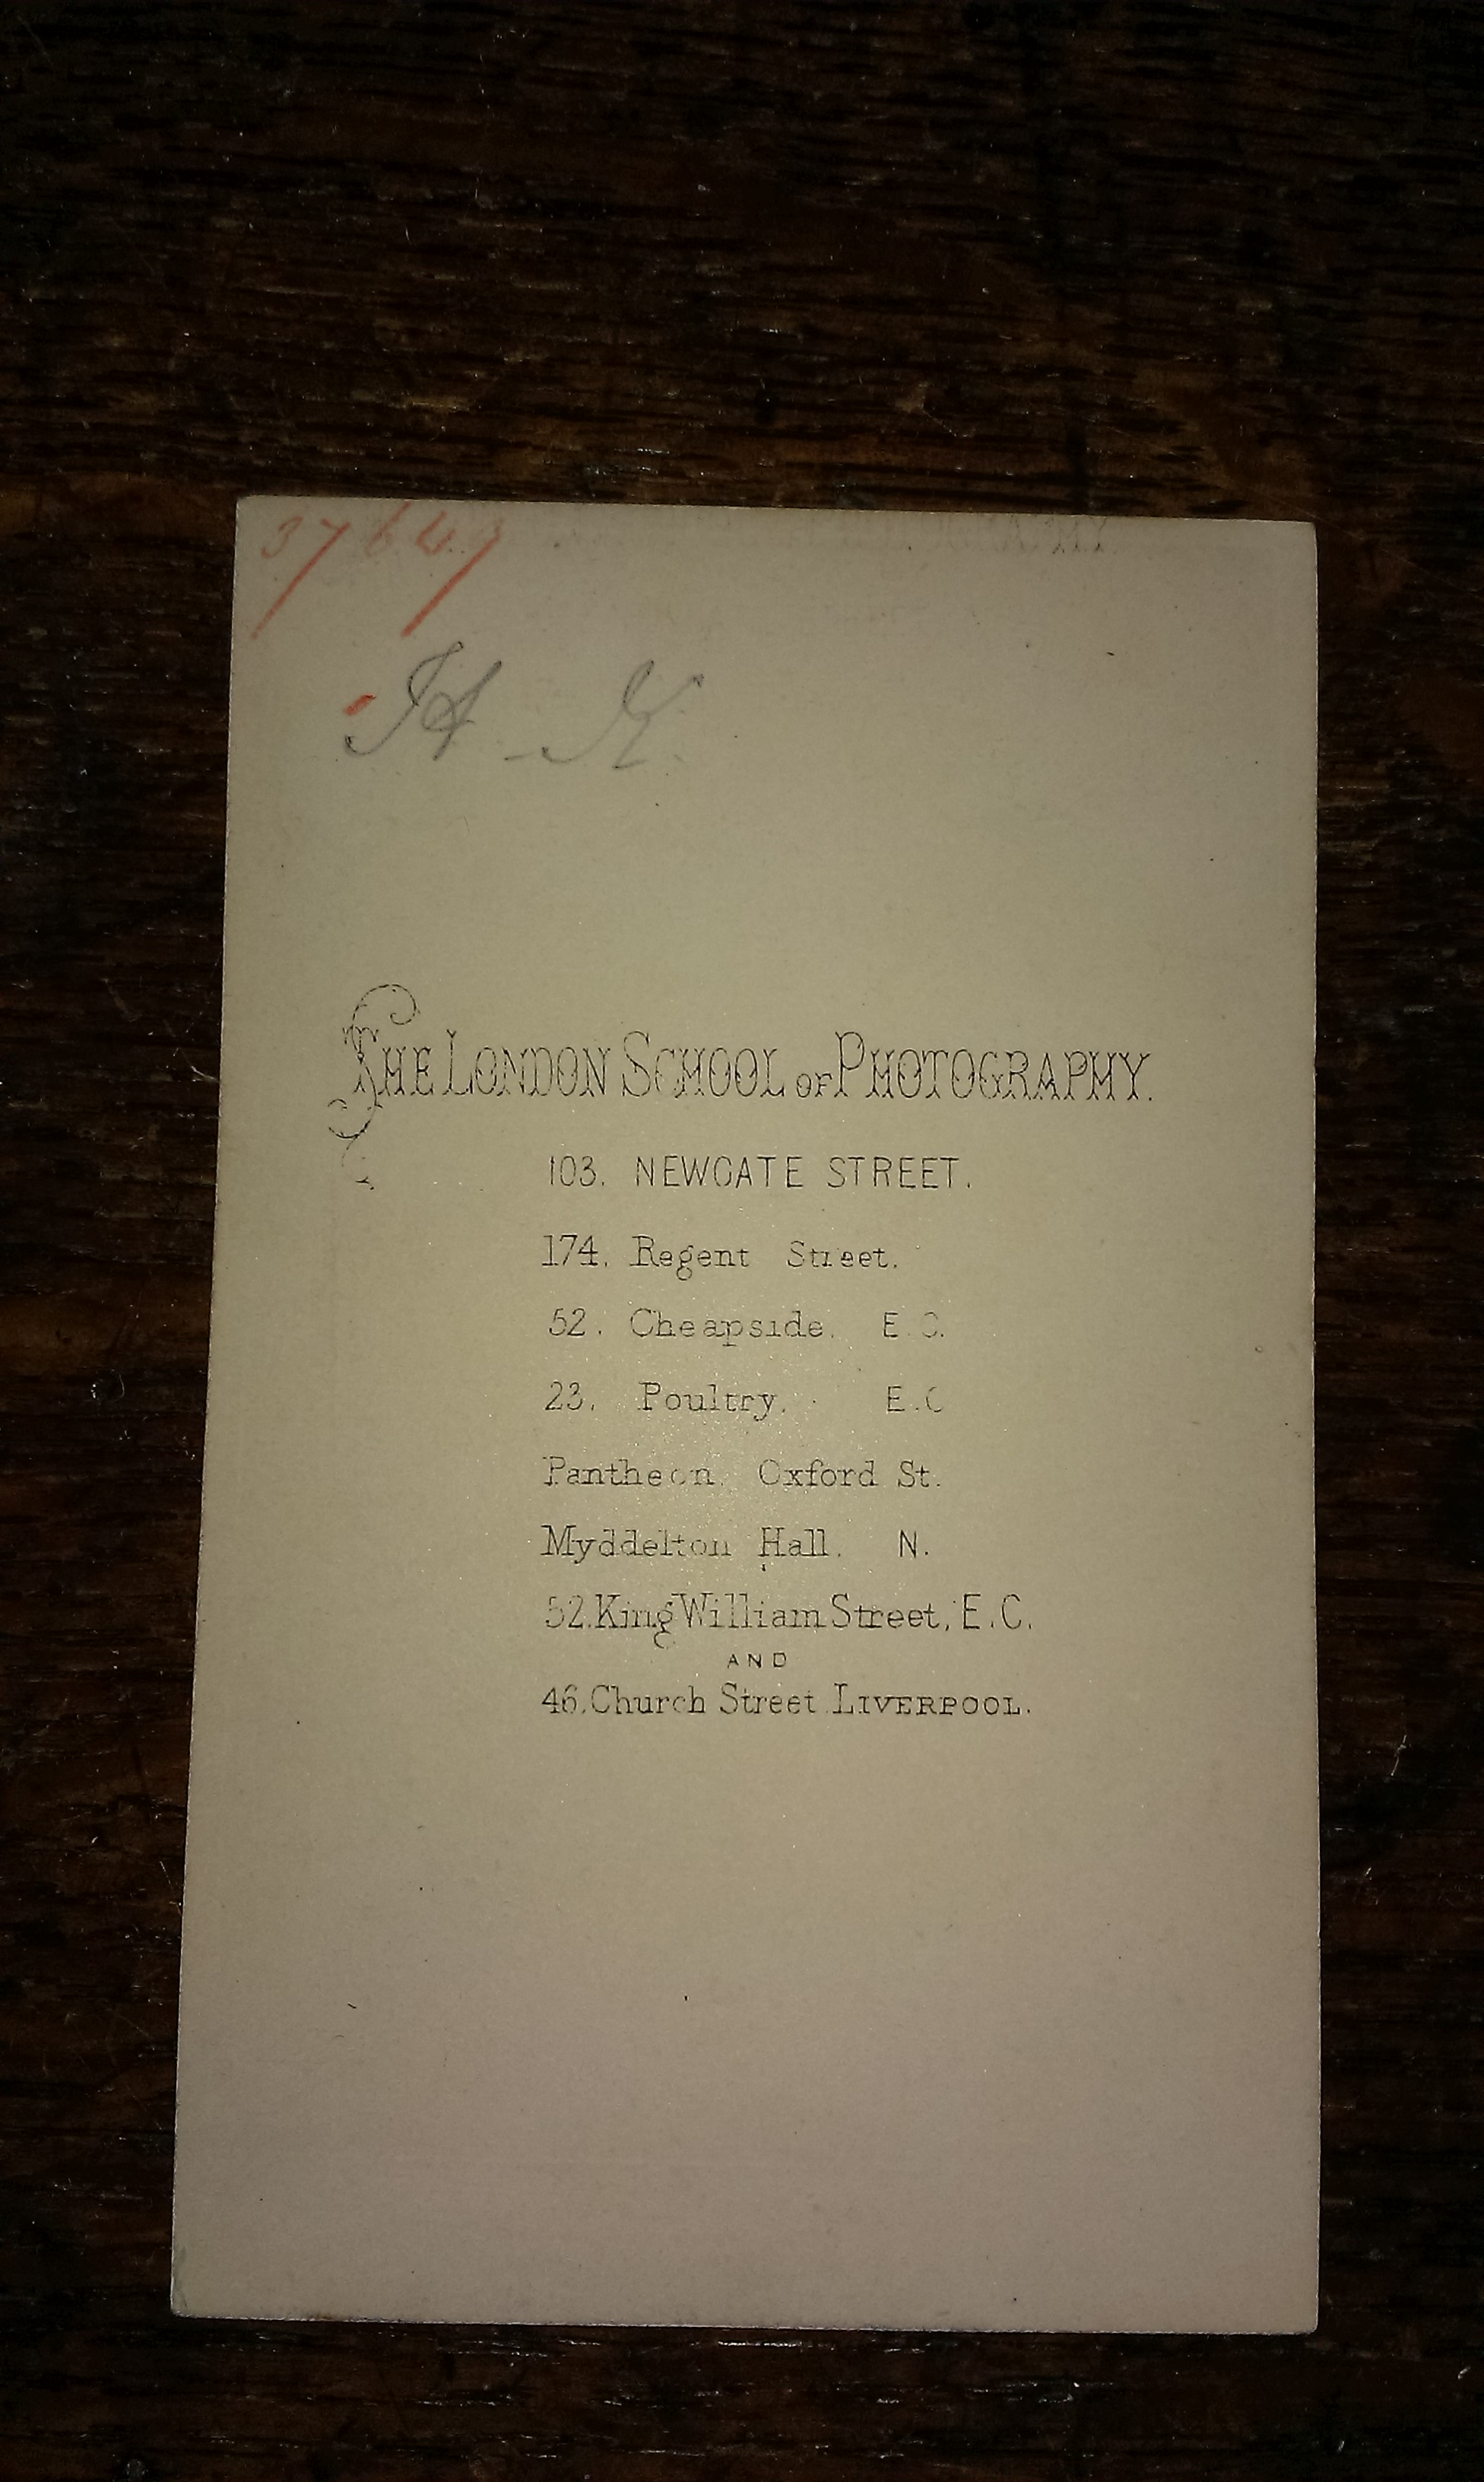 37649
H. K.
THE LONDON SCHOOL OF PHOTOGRAPHY.
103. NEWGATE STREET.
174. Regent Street.
52. Cheapside. E.C.
23. Poultry. E.C
Pantheon. Oxford St.
Myddelton Hall. N.
52. King William Street, E.C.
AND
46. Church Street LIVERPOOL.